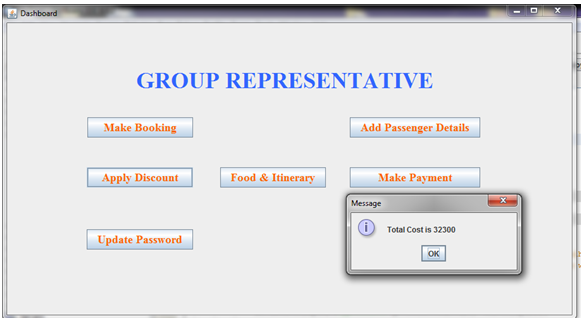 Dashboard
GROUP REPRESENTATIVE
Make Booking
Add Passenger Details
Apply Discount
Food & Itinerary
Make Payment
Update Password
Message
Total Cost is 32300
OK